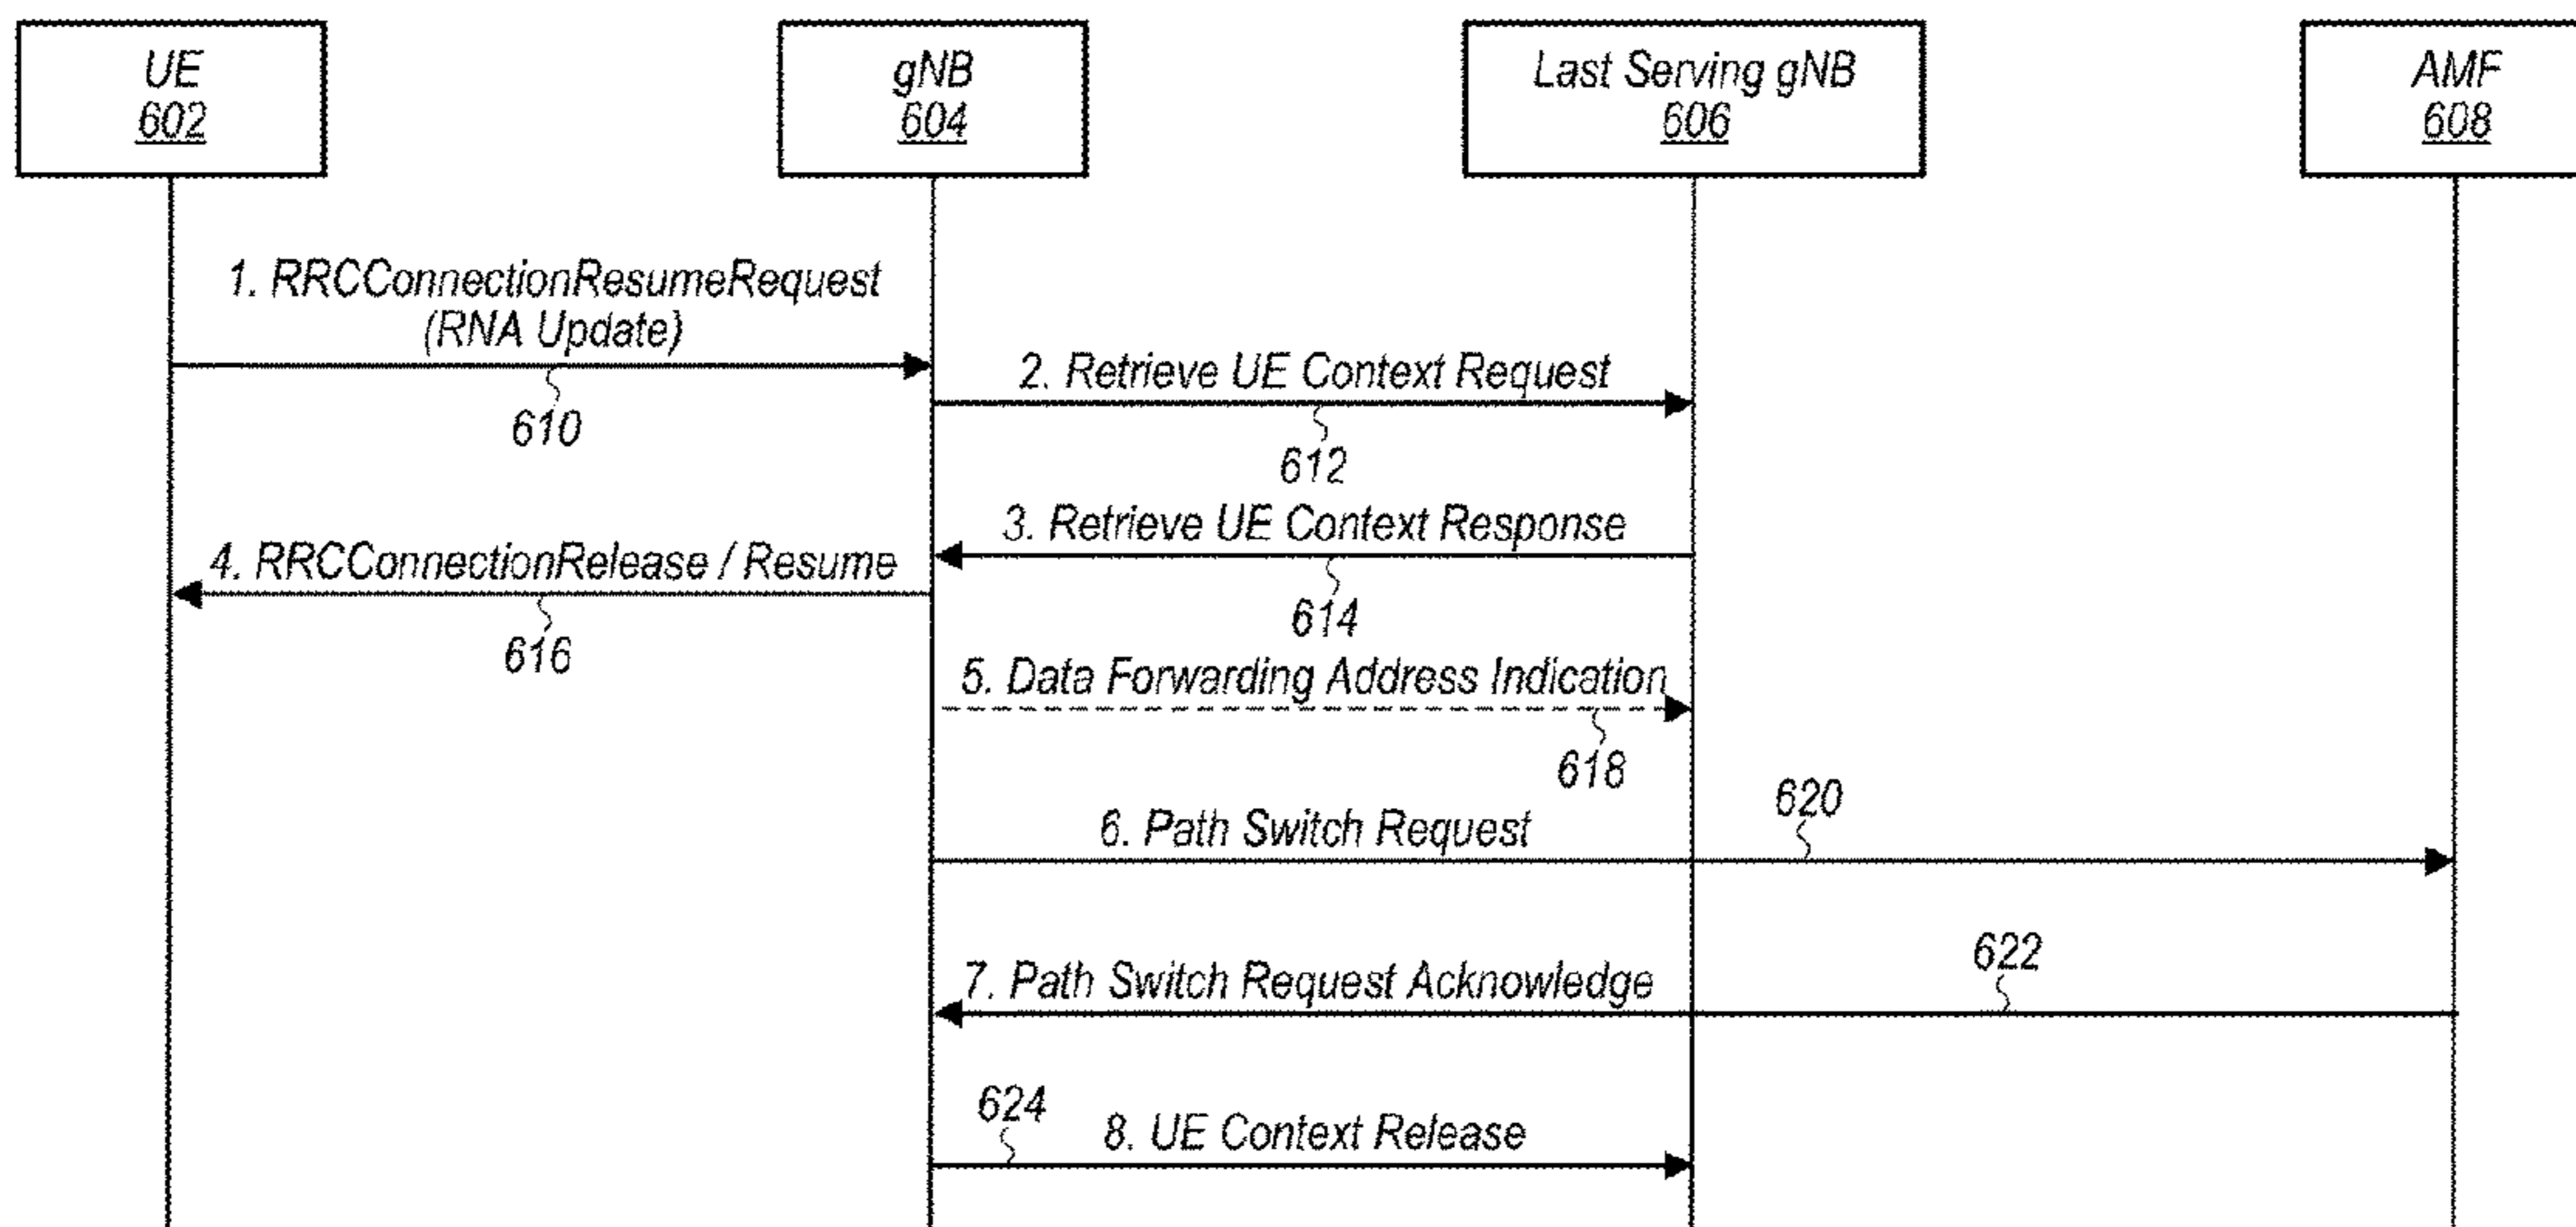 UE
602
gNB
604
Last Serving gNB
606
AMF
608
1. RRCConnectionResumeRequest
(RNA Update)
610
2. Retrieve UE Context Request
612
3. Retrieve UE Context Response
614
4. RRCConnectionRelease / Resume
616
5. Data Forwarding Address Indication
618
6. Path Switch Request
620
7. Path Switch Request Acknowledge
622
624
8. UE Context Release